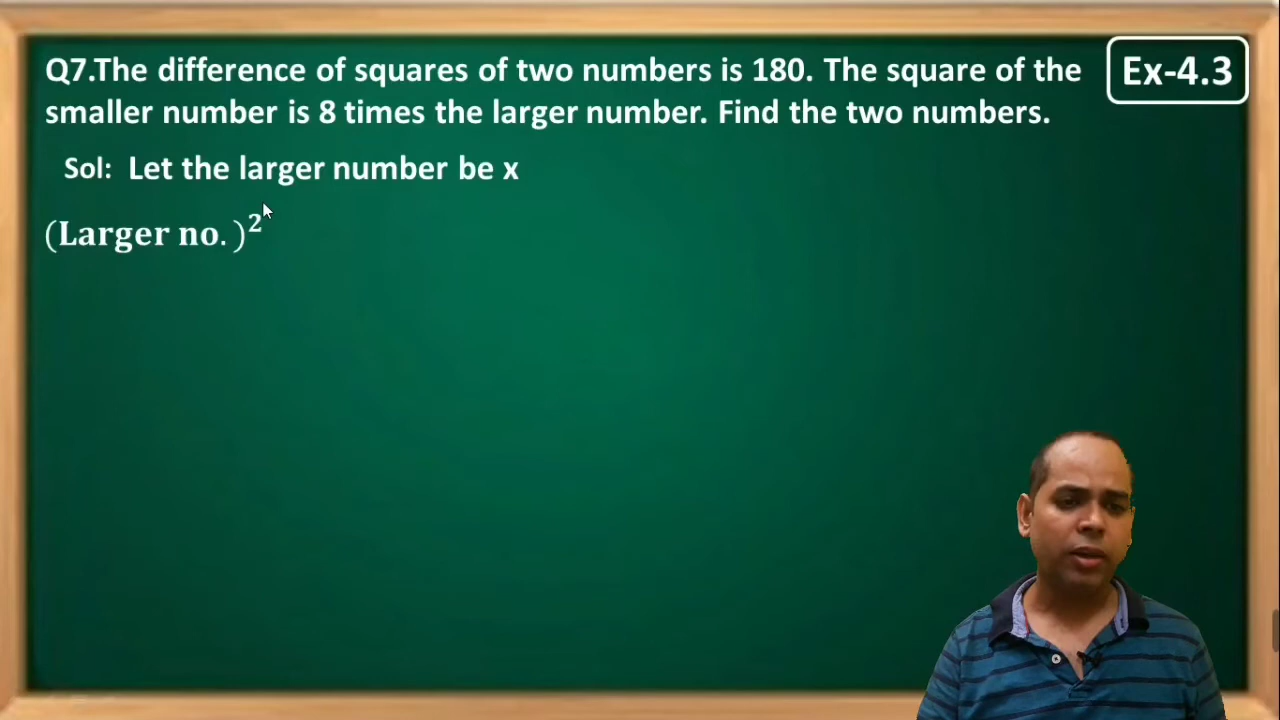 Q7.The difference of squares of two numbers is 180. The square of the
smaller number is 8 times the larger number. Find the two numbers.
Ex-4.3
Sol: Let the larger number be x
(Larger no. )²